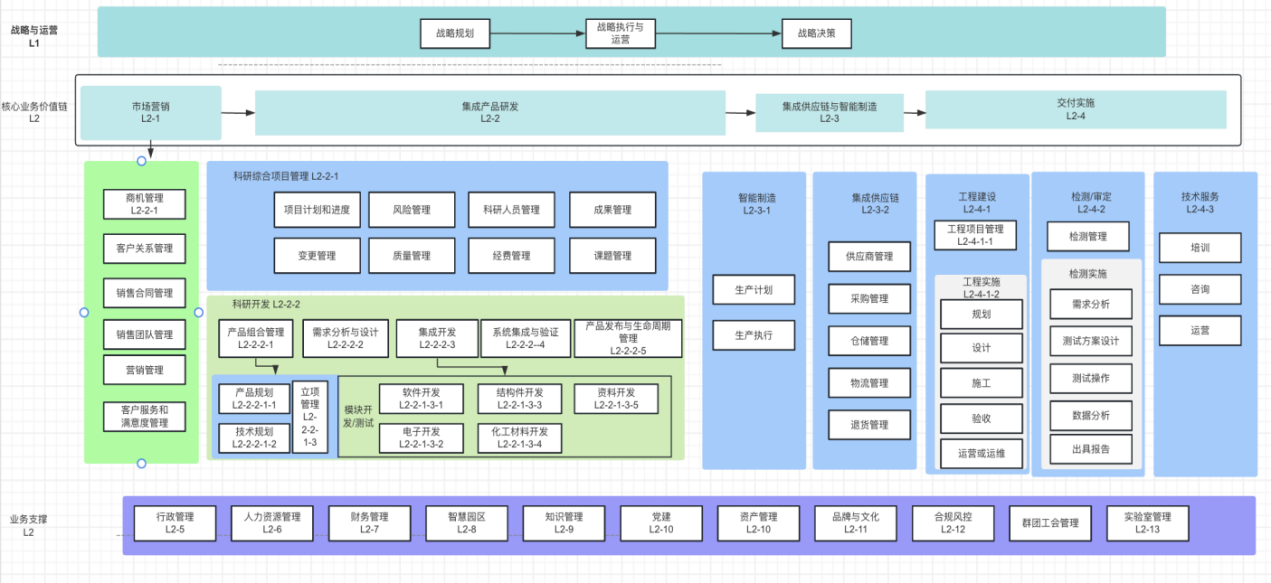 战略与运营
L1
战略规划
战略执行与
运营
战略决策
核心业务价值链
L2
市场营销
L2-1
集成产品研发
L2-2
集成供应链与智能制造
L2-3
交付实施
L2-4
商机管理
L2-2-1
客户关系管理
销售合同管理
销售团队管理
营销管理
客户服务和
满意度管理
科研综合项目管理 L2-2-1
项目计划和进度
风险管理
科研人员管理
成果管理
变更管理
质量管理
经费管理
课题管理
科研开发 L2-2-2
产品组合管理
L2-2-2-1
需求分析与设计
L2-2-2-2
集成开发
L2-2-2-3
系统集成与验证
L2-2-2--4
产品发布与生命周期
管理
L2-2-2-5
产品规划
L2-2-2-1-1
技术规划
L2-2-2-1-2
立项
管理
L2-
2-2-
1-3
模块开
发/测试
软件开发
L2-2-1-3-1
结构件开发
L2-2-1-3-3
资料开发
L2-2-1-3-5
电子开发
L2-2-1-3-2
化工材料开发
L2-2-1-3-4
智能制造
L2-3-1
生产计划
生产执行
集成供应链
L2-3-2
供应商管理
采购管理
仓储管理
物流管理
退货管理
工程建设
L2-4-1
工程项目管理
L2-4-1-1
工程实施
L2-4-1-2
规划
设计
施工
验收
运营或运维
检测/审定
L2-4-2
检测管理
检测实施
需求分析
测试方案设计
测试操作
数据分析
出具报告
技术服务
L2-4-3
培训
咨询
运营
业务支撑
L2
行政管理
L2-5
人力资源管理
L2-6
财务管理
L2-7
智慧园区
L2-8
知识管理
L2-9
党建
L2-10
资产管理
L2-10
品牌与文化
L2-11
合规风控
L2-12
群团工会管理
实验室管理
L2-13